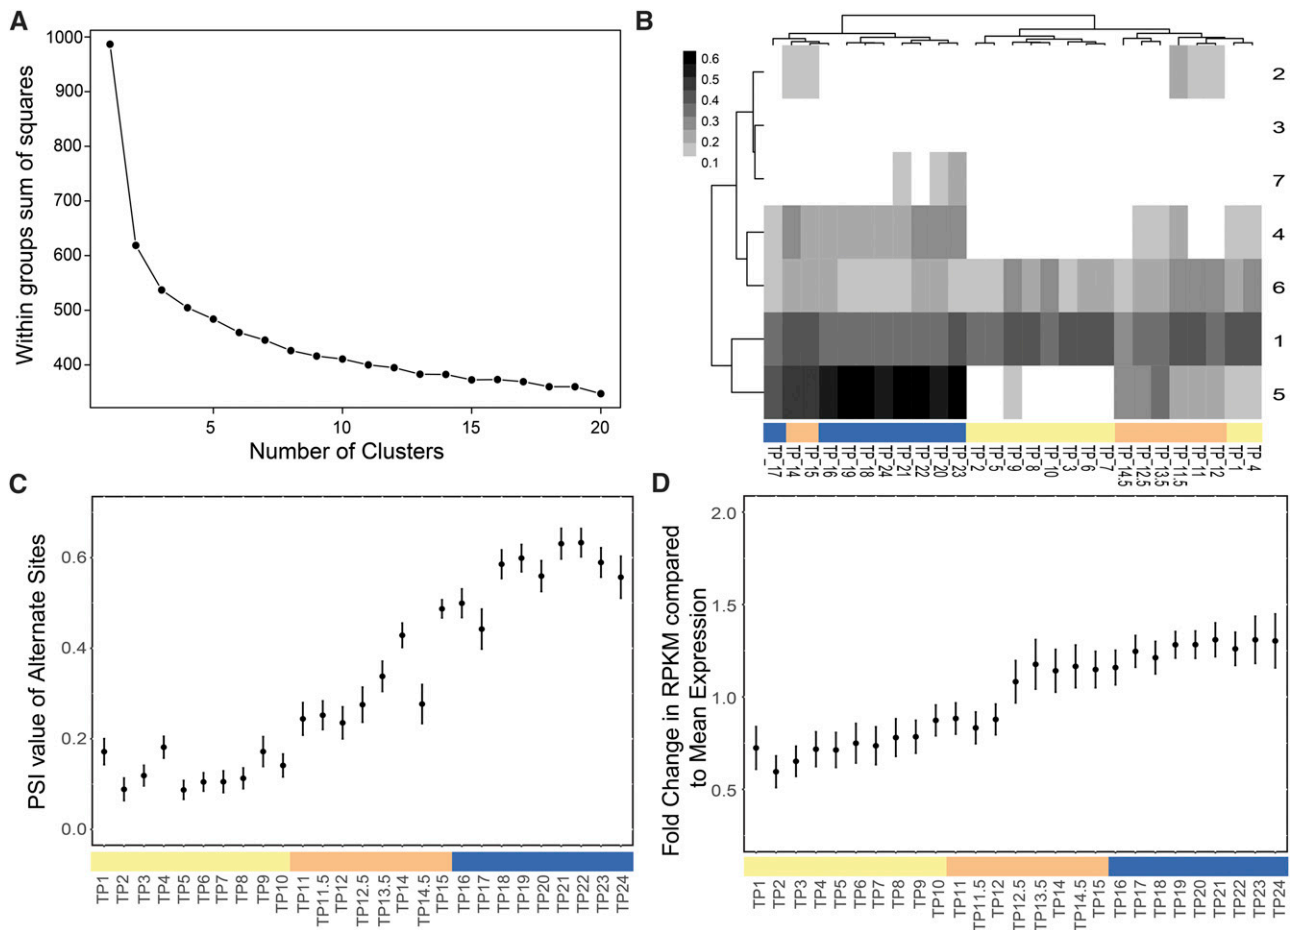 A
1000
900
800
700
600
500
400
Within groups sum of squares
5
10
15
20
Number of Clusters
B
0.6
0.5
0.4
0.3
0.2
0.1
2
3
7
4
6
1
5
TP_17
TP_14
TP_15
TP_16
TP_19
TP_18
TP_24
TP_21
TP_22
TP_20
TP_23
TP_2
TP_5
TP_9
TP_8
TP_10
TP_3
TP_6
TP_7
TP_14.5
TP_12.5
TP_13.5
TP_11.5
TP_11
TP_12
TP_1
TP_4
C
PSI value of Alternate Sites
0.6
0.4
0.2
0.0
TP1
TP2
TP3
TP4
TP5
TP6
TP7
TP8
TP9
TP10
TP11
TP11.5
TP12
TP12.5
TP13.5
TP14
TP14.5
TP15
TP16
TP17
TP18
TP19
TP20
TP21
TP22
TP23
TP24
D
Fold Change in RPKM compared
to Mean Expression
2.0
1.5
1.0
0.5
TP1
TP2
TP3
TP4
TP5
TP6
TP7
TP8
TP9
TP10
TP11
TP11.5
TP12
TP12.5
TP13.5
TP14
TP14.5
TP15
TP16
TP17
TP18
TP19
TP20
TP21
TP22
TP23
TP24